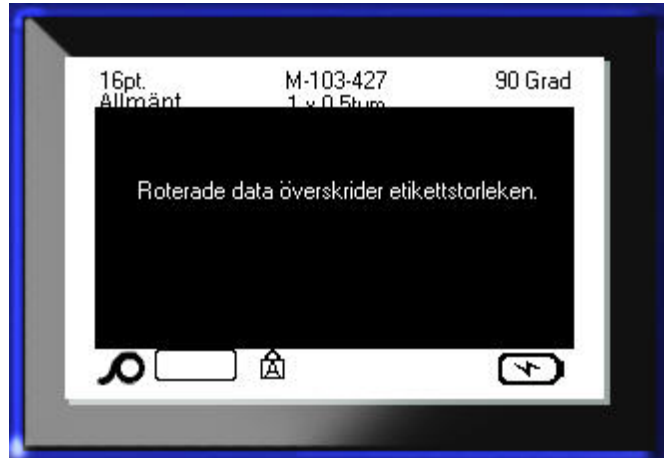 16pt. M-103-427 90 Grad
Allmänt 1 x 0.5tum
Roterade data överskrider etikettstorleken.
A